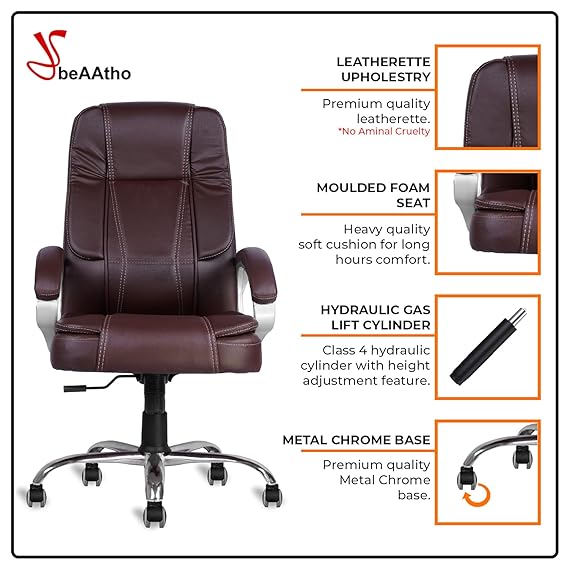 beAAtho
LEATHERETTE
UPHOLESTRY
Premium quality
leatherette.
*No Aminal Cruelty
MOULDED FOAM
SEAT
Heavy quality
soft cushion for long
hours comfort.
HYDRAULIC GAS
LIFT CYLINDER
Class 4 hydraulic
cylinder with height
adjustment feature.
METAL CHROME BASE
Premium quality
Metal Chrome
base.